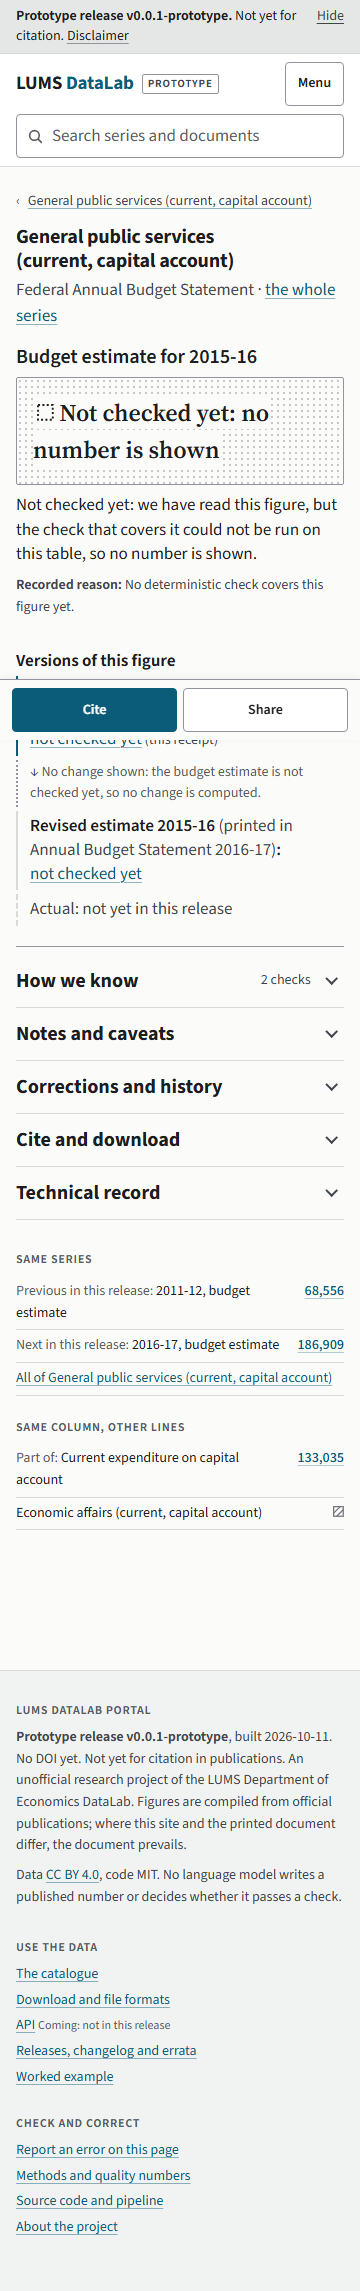 Prototype release v0.0.1-prototype. Not yet for citation. Disclaimer
Hide
LUMS DataLab PROTOTYPE
Menu
Search series and documents
‹ General public services (current, capital account)
General public services
(current, capital account)
Federal Annual Budget Statement · the whole
series
Budget estimate for 2015-16
Not checked yet: no
number is shown
Not checked yet: we have read this figure, but
the check that covers it could not be run on
this table, so no number is shown.
Recorded reason: No deterministic check covers this
figure yet.
Versions of this figure
Cite
Share
not checked yet (this receipt)
↓ No change shown: the budget estimate is not
checked yet, so no change is computed.
Revised estimate 2015-16 (printed in
Annual Budget Statement 2016-17):
not checked yet
Actual: not yet in this release
How we know 2 checks
Notes and caveats
Corrections and history
Cite and download
Technical record
SAME SERIES
Previous in this release: 2011-12, budget estimate 68,556
Next in this release: 2016-17, budget estimate 186,909
All of General public services (current, capital account)
SAME COLUMN, OTHER LINES
Part of: Current expenditure on capital account 133,035
Economic affairs (current, capital account)
LUMS DATALAB PORTAL
Prototype release v0.0.1-prototype, built 2026-10-11.
No DOI yet. Not yet for citation in publications. An
unofficial research project of the LUMS Department of
Economics DataLab. Figures are compiled from official
publications; where this site and the printed document
differ, the document prevails.
Data CC BY 4.0, code MIT. No language model writes a
published number or decides whether it passes a check.
USE THE DATA
The catalogue
Download and file formats
API Coming: not in this release
Releases, changelog and errata
Worked example
CHECK AND CORRECT
Report an error on this page
Methods and quality numbers
Source code and pipeline
About the project